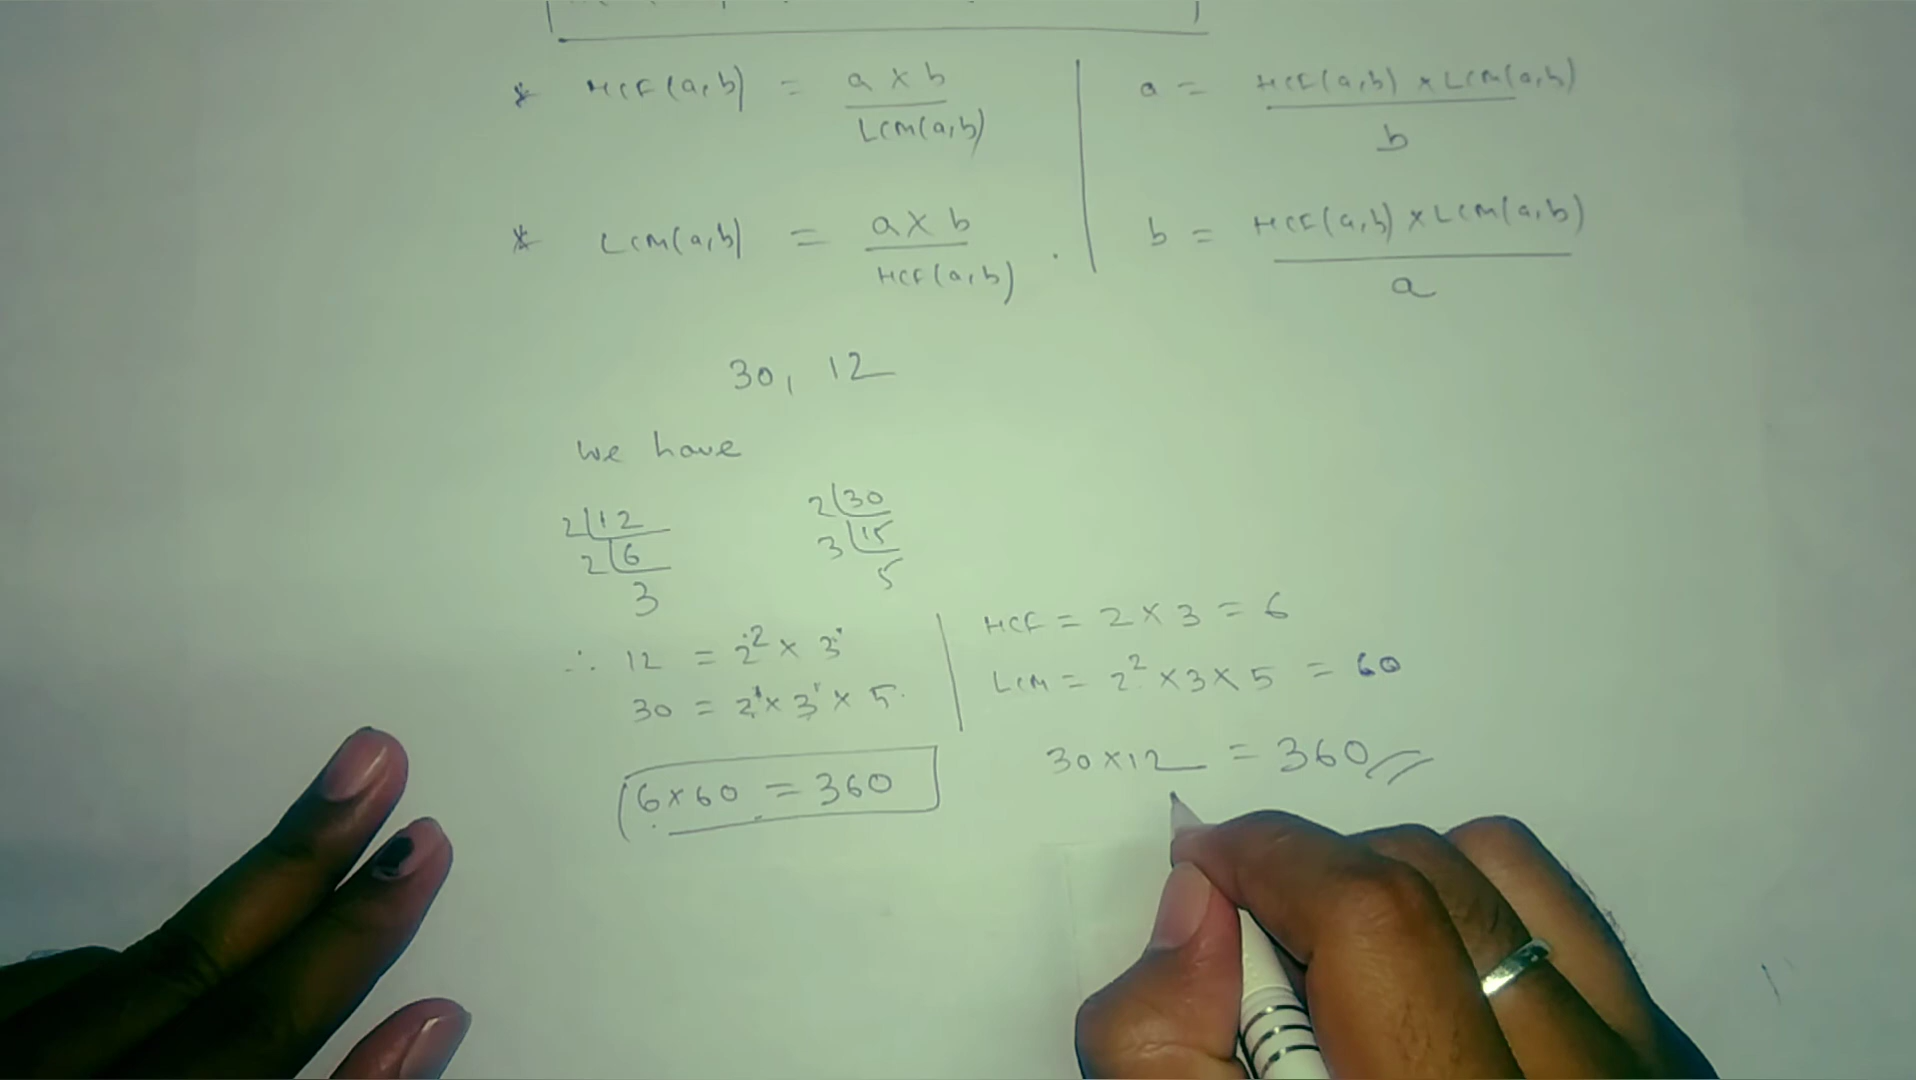 * HCF(a,b) = a × b / LCM(a,b)
* LCM(a,b) = a × b / HCF(a,b) .
a = HCF(a,b) × LCM(a,b) / b
b = HCF(a,b) × LCM(a,b) / a
30, 12
We have
2 | 12
2 | 6
3
2 | 30
3 | 15
5
∴ 12 = 2² × 3¹
30 = 2¹ × 3¹ × 5
HCF = 2 × 3 = 6
LCM = 2² × 3 × 5 = 60
6 × 60 = 360
30 × 12 = 360 //